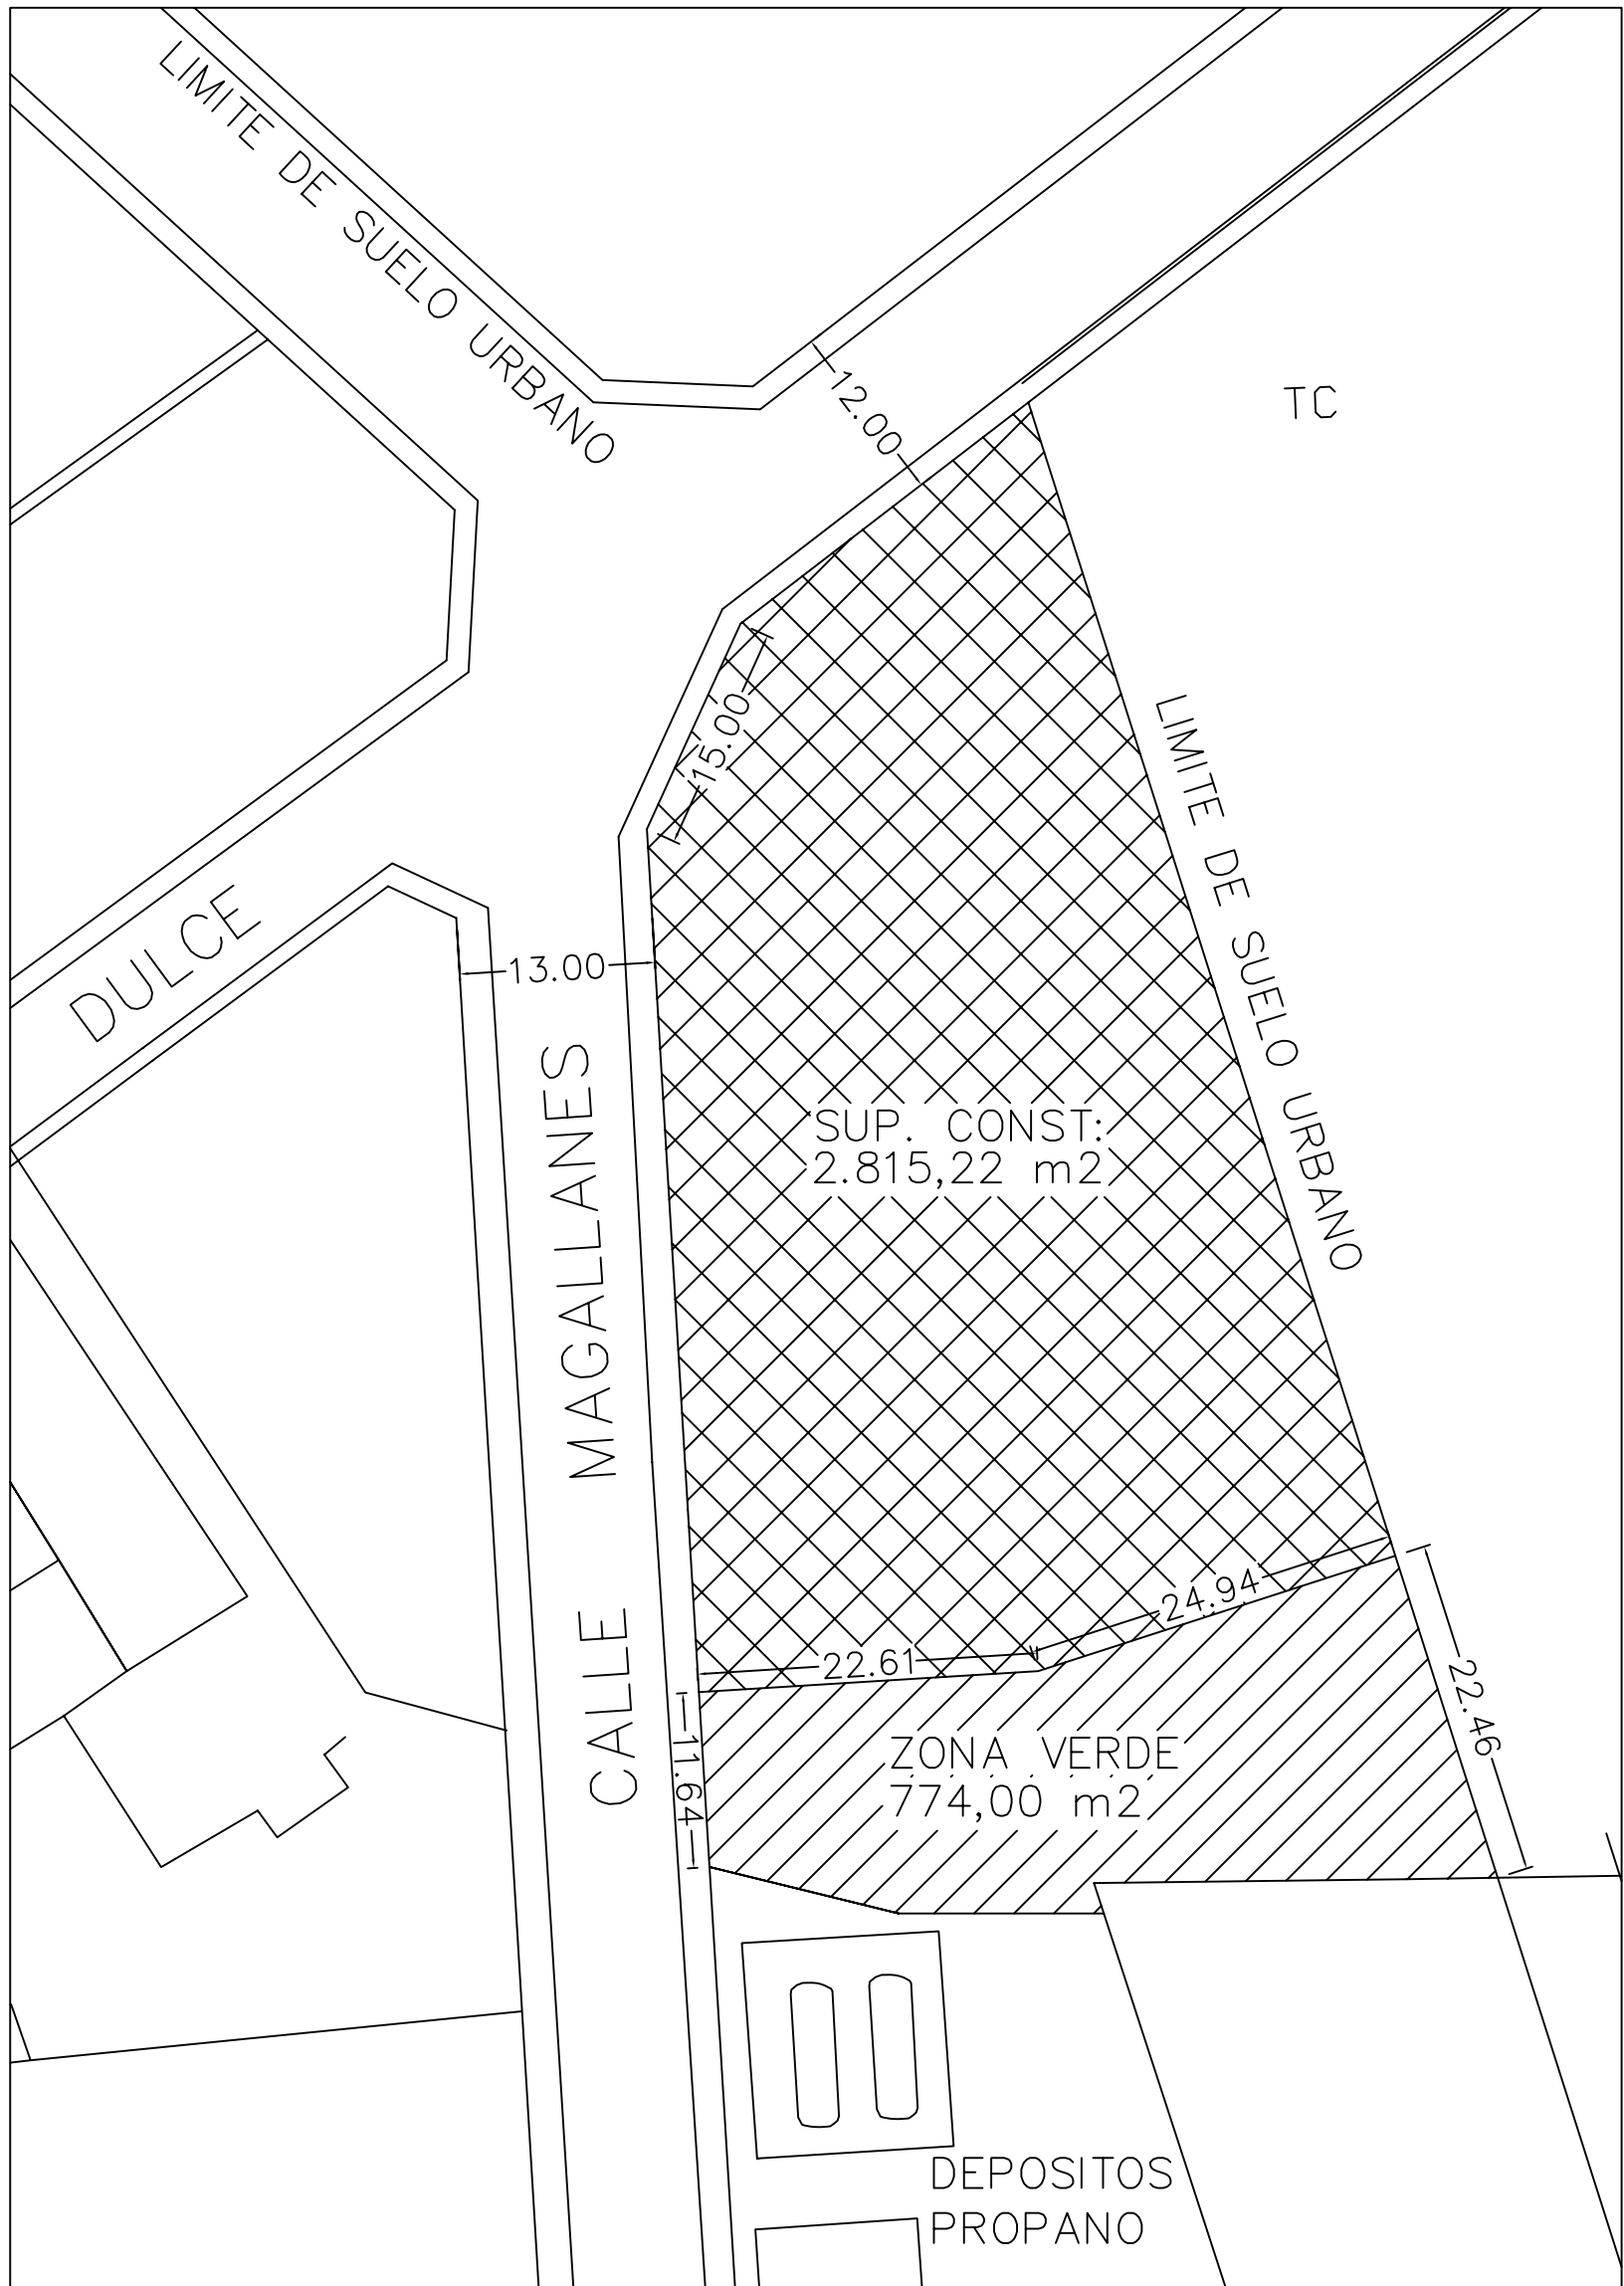 LIMITE DE SUELO URBANO
12.00
TC
15.00
LIMITE DE SUELO URBANO
DULCE
13.00
CALLE MAGALLANES
SUP. CONST:
2.815,22 m2
24.94
22.61
22.46
11.64
ZONA VERDE
774,00 m2
DEPOSITOS
PROPANO